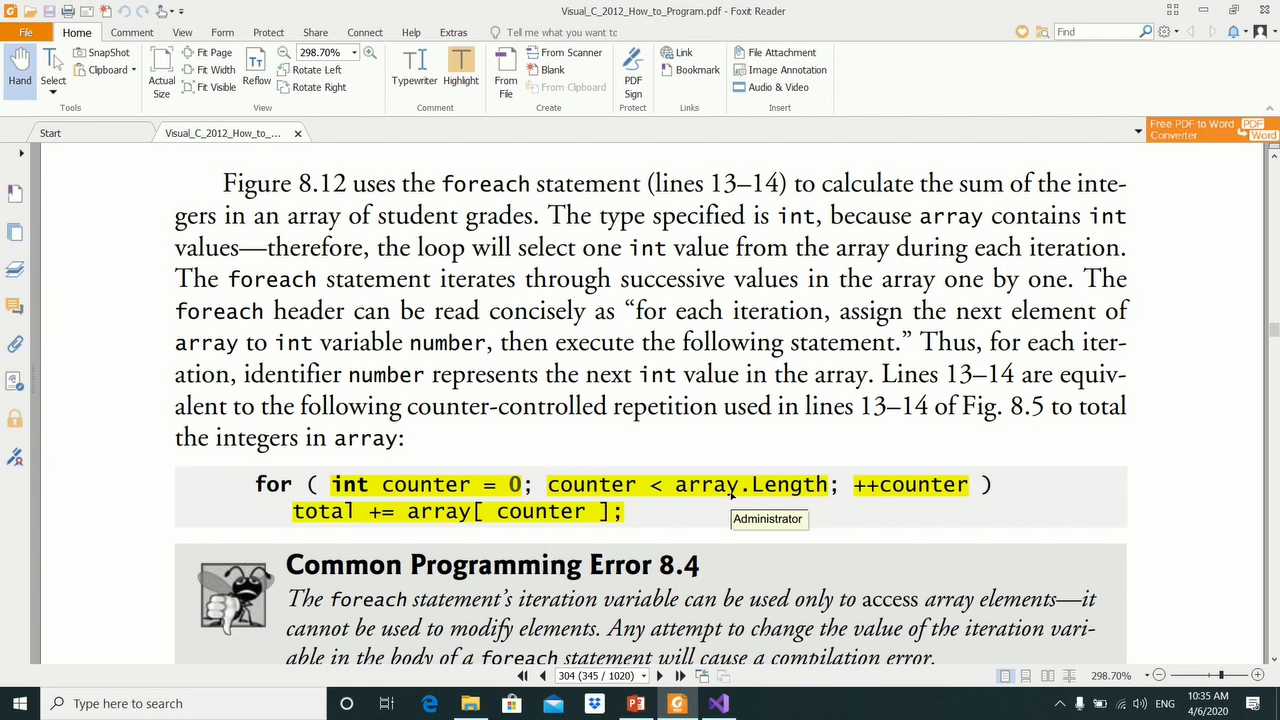 Visual_C_2012_How_to_Program.pdf - Foxit Reader
File Home Comment View Form Protect Share Connect Help Extras Tell me what you want to Find
Hand
Select
SnapShot
Clipboard
Tools
Actual Size
Fit Page
Fit Width
Fit Visible
Reflow
298.70%
Rotate Left
Rotate Right
View
Typewriter
Highlight
Comment
From File
From Scanner
Blank
From Clipboard
Create
PDF Sign
Protect
Link
Bookmark
Links
File Attachment
Image Annotation
Audio & Video
Insert
Start
Visual_C_2012_How_to_...
Free PDF to Word
Converter
PDF
Word
Figure 8.12 uses the foreach statement (lines 13–14) to calculate the sum of the inte-
gers in an array of student grades. The type specified is int, because array contains int
values—therefore, the loop will select one int value from the array during each iteration.
The foreach statement iterates through successive values in the array one by one. The
foreach header can be read concisely as “for each iteration, assign the next element of
array to int variable number, then execute the following statement.” Thus, for each iter-
ation, identifier number represents the next int value in the array. Lines 13–14 are equiv-
alent to the following counter-controlled repetition used in lines 13–14 of Fig. 8.5 to total
the integers in array:
for ( int counter = 0; counter < array.Length; ++counter )
total += array[ counter ];
Administrator
Common Programming Error 8.4
The foreach statement’s iteration variable can be used only to access array elements—it
cannot be used to modify elements. Any attempt to change the value of the iteration vari-
able in the body of a foreach statement will cause a compilation error.
304 (345 / 1020)
298.70%
Type here to search
ENG
10:35 AM
4/6/2020